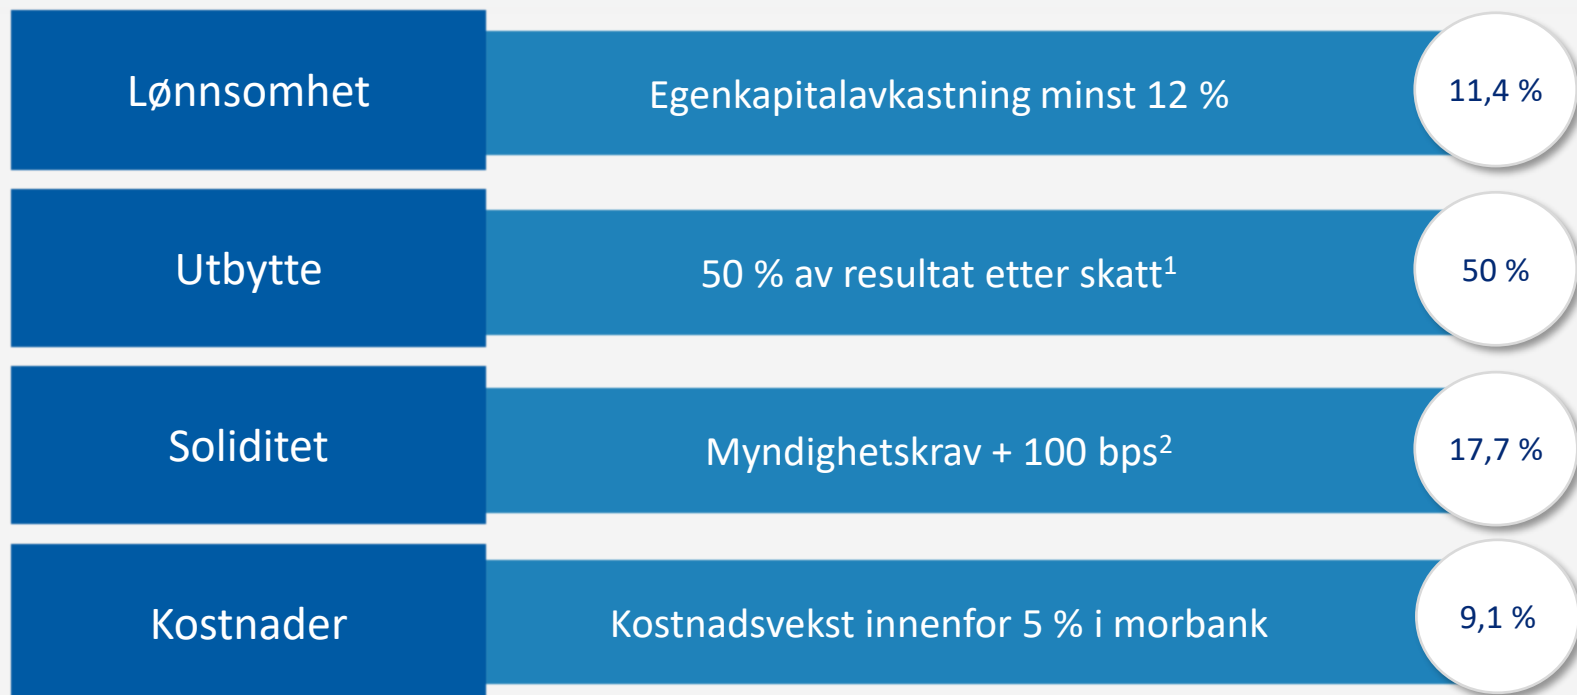 Lønnsomhet
Egenkapitalavkastning minst 12 %
11,4 %
Utbytte
50 % av resultat etter skatt¹
50 %
Soliditet
Myndighetskrav + 100 bps²
17,7 %
Kostnader
Kostnadsvekst innenfor 5 % i morbank
9,1 %